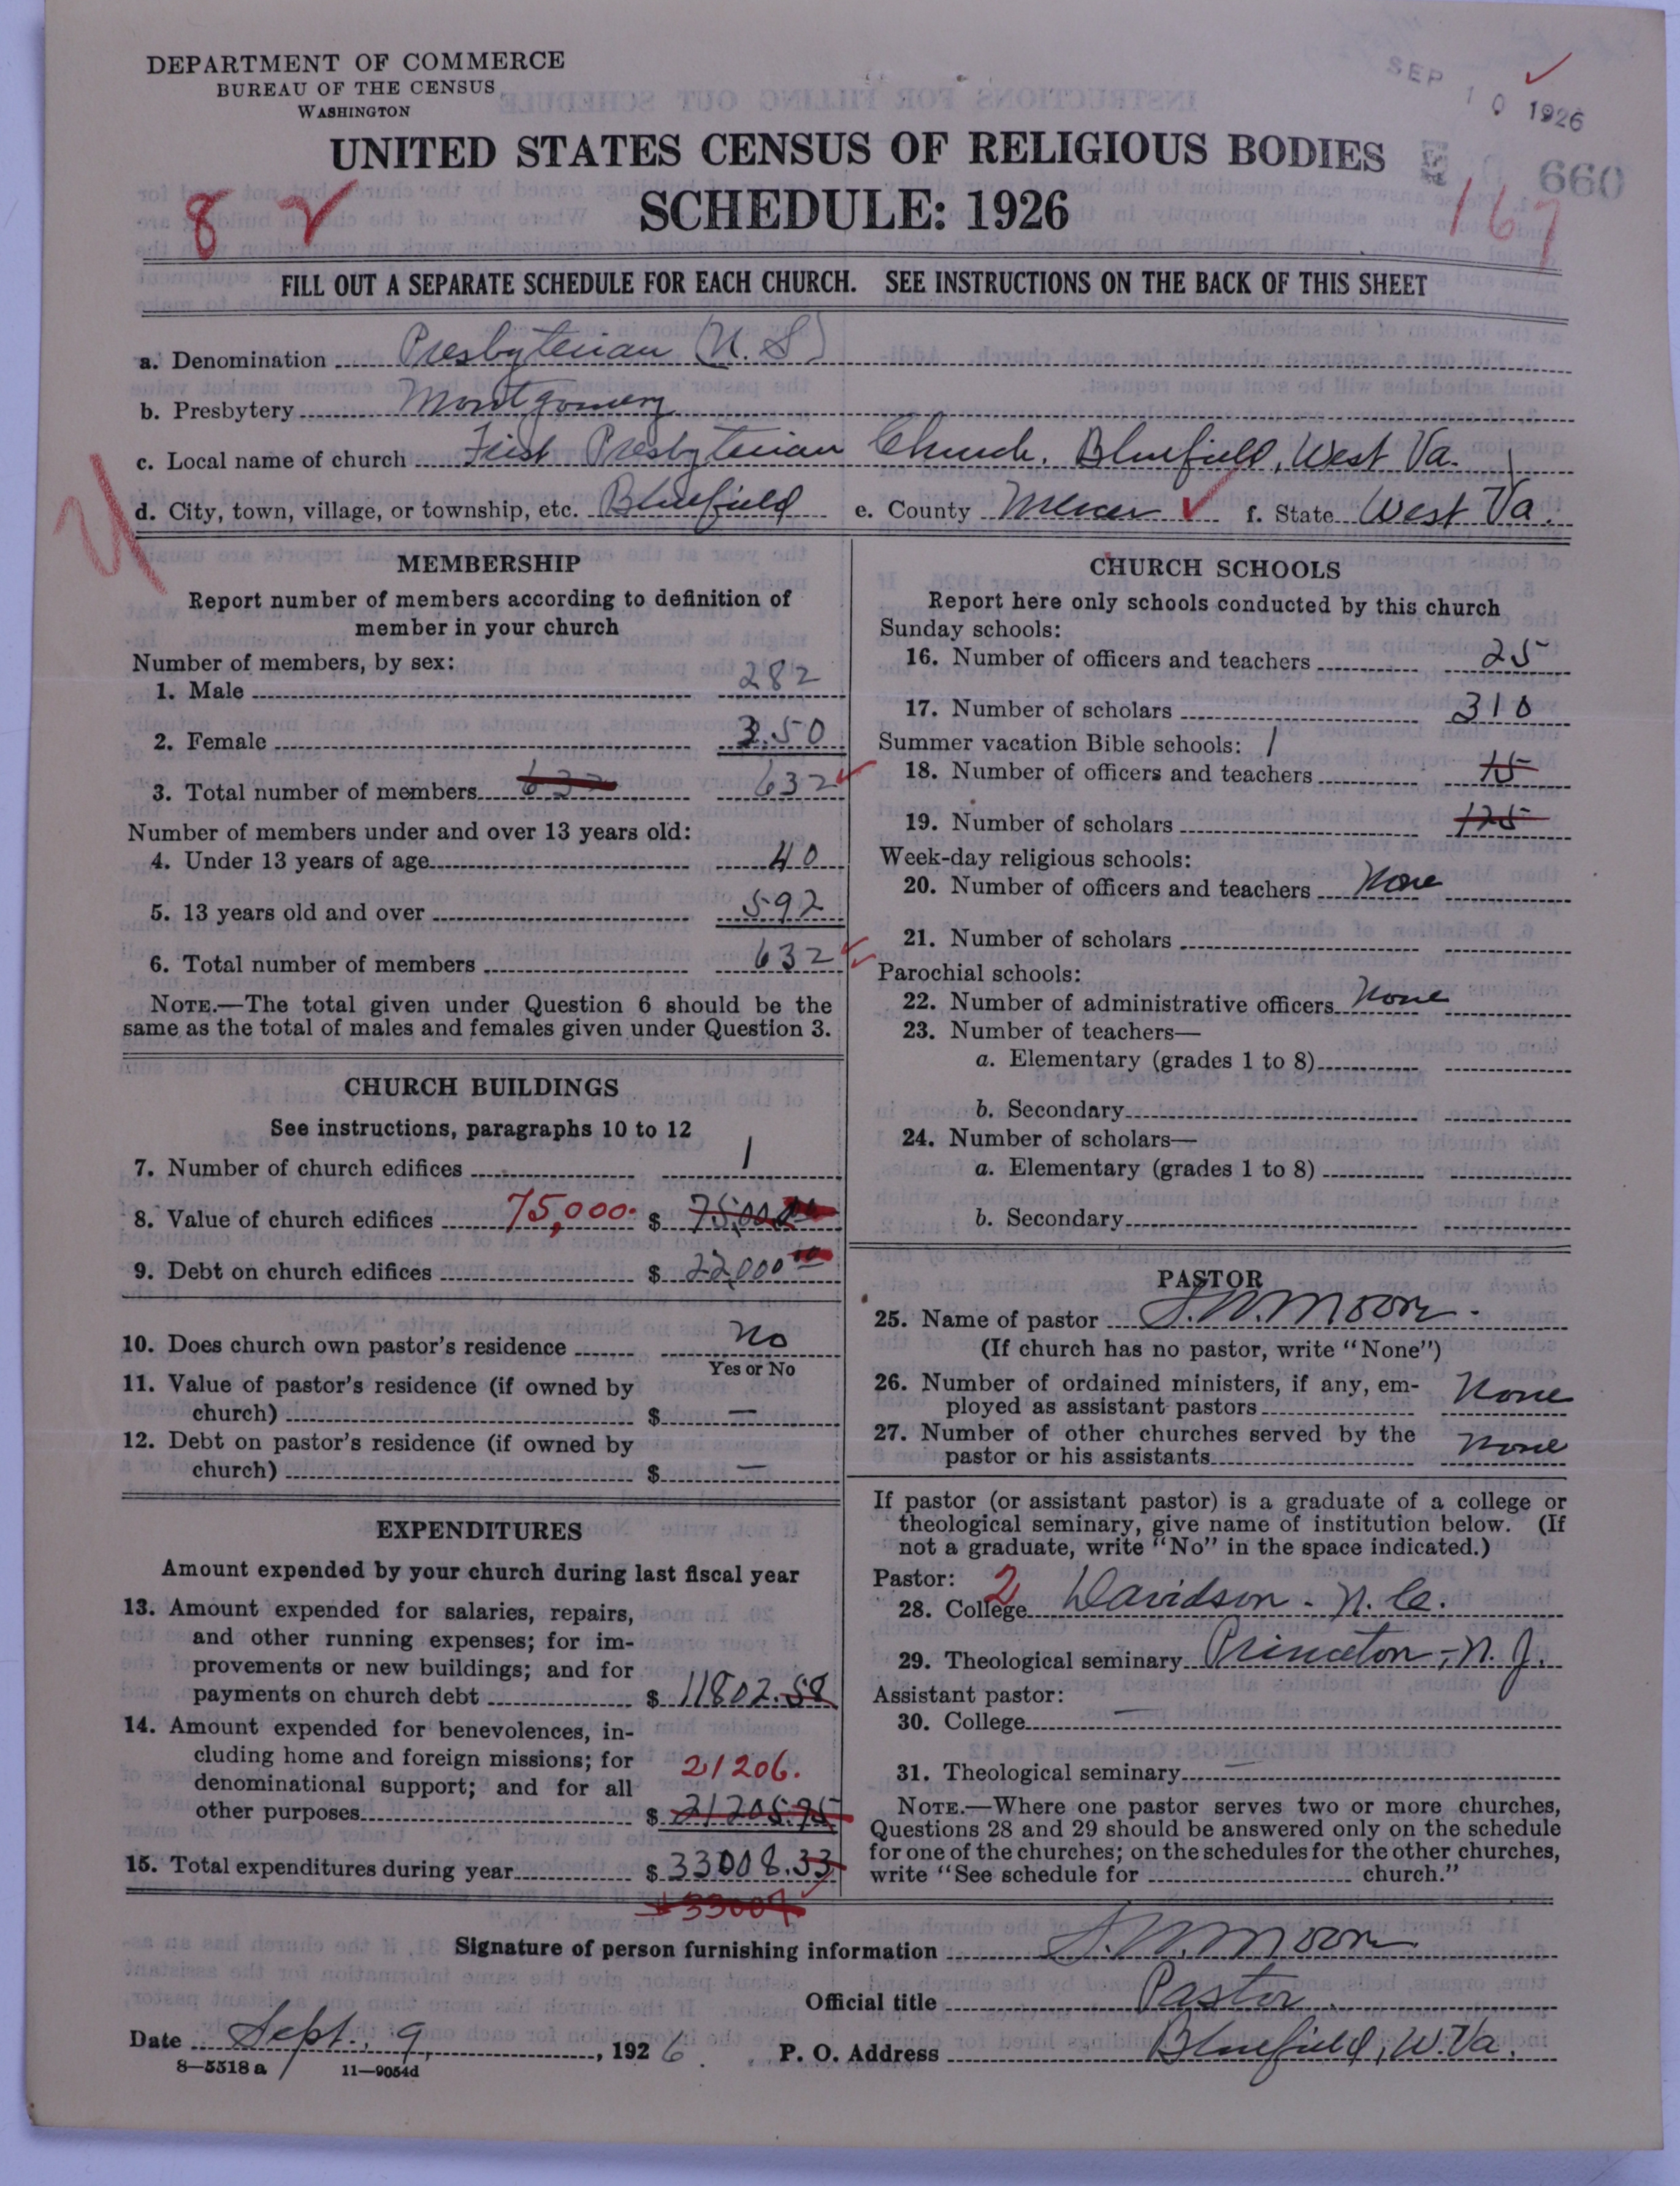 DEPARTMENT OF COMMERCE
BUREAU OF THE CENSUS
WASHINGTON
SEP 10 1926
UNITED STATES CENSUS OF RELIGIOUS BODIES
SCHEDULE: 1926
660
167
8
FILL OUT A SEPARATE SCHEDULE FOR EACH CHURCH. SEE INSTRUCTIONS ON THE BACK OF THIS SHEET
a. Denomination Presbyterian (U. S)
b. Presbytery Montgomery
c. Local name of church First Presbyterian Church. Bluefield, West Va.
d. City, town, village, or township, etc. Bluefield e. County Mercer f. State West Va.
MEMBERSHIP
Report number of members according to definition of
member in your church
Number of members, by sex:
1. Male 282
2. Female 350
3. Total number of members 632 632
Number of members under and over 13 years old:
4. Under 13 years of age 40
5. 13 years old and over 592
6. Total number of members 632
NOTE.—The total given under Question 6 should be the
same as the total of males and females given under Question 3.
CHURCH BUILDINGS
See instructions, paragraphs 10 to 12
7. Number of church edifices 1
8. Value of church edifices 75,000. $ 75,000.00
9. Debt on church edifices $ 22,000 00
10. Does church own pastor's residence No
Yes or No
11. Value of pastor's residence (if owned by
church) $ —
12. Debt on pastor's residence (if owned by
church) $ —
EXPENDITURES
Amount expended by your church during last fiscal year
13. Amount expended for salaries, repairs,
and other running expenses; for im-
provements or new buildings; and for
payments on church debt $ 11802.58
14. Amount expended for benevolences, in-
cluding home and foreign missions; for 21206.
denominational support; and for all
other purposes $ 21205.95
15. Total expenditures during year $ 33008.33
$ 33007
CHURCH SCHOOLS
Report here only schools conducted by this church
Sunday schools:
16. Number of officers and teachers 25
17. Number of scholars 310
Summer vacation Bible schools: 1
18. Number of officers and teachers 15
19. Number of scholars 125
Week-day religious schools:
20. Number of officers and teachers None
21. Number of scholars
Parochial schools:
22. Number of administrative officers None
23. Number of teachers—
a. Elementary (grades 1 to 8)
b. Secondary
24. Number of scholars—
a. Elementary (grades 1 to 8)
b. Secondary
PASTOR
25. Name of pastor S. W. Moore.
(If church has no pastor, write "None")
26. Number of ordained ministers, if any, em-
ployed as assistant pastors None
27. Number of other churches served by the
pastor or his assistants None
If pastor (or assistant pastor) is a graduate of a college or
theological seminary, give name of institution below. (If
not a graduate, write "No" in the space indicated.)
Pastor: 2
28. College Davidson - N. C.
29. Theological seminary Princeton, N. J.
Assistant pastor:
30. College —
31. Theological seminary —
NOTE.—Where one pastor serves two or more churches,
Questions 28 and 29 should be answered only on the schedule
for one of the churches; on the schedules for the other churches,
write "See schedule for church."
Signature of person furnishing information S. W. Moore
Official title Pastor
Date Sept. 9, 1926. P. O. Address Bluefield, W. Va.
8—5518 a 11—9054d